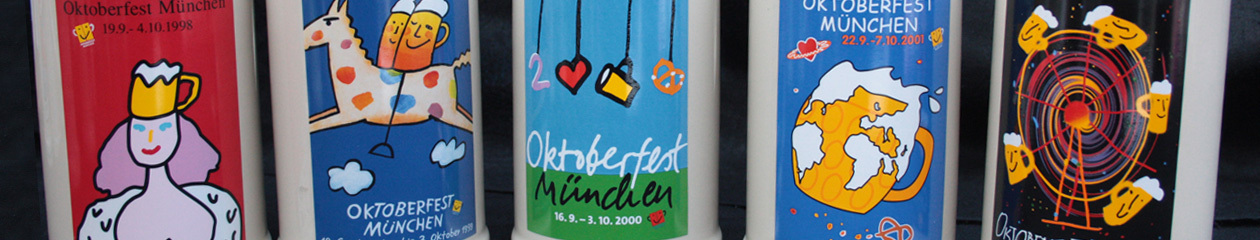 Oktoberfest München
19.9.- 4.10.1998
OKTOBERFEST
MÜNCHEN
Oktober
2
Oktoberfest
München
16.9. – 3.10.2000
OKTOBERFEST
MÜNCHEN
22.9.-7.10.2001